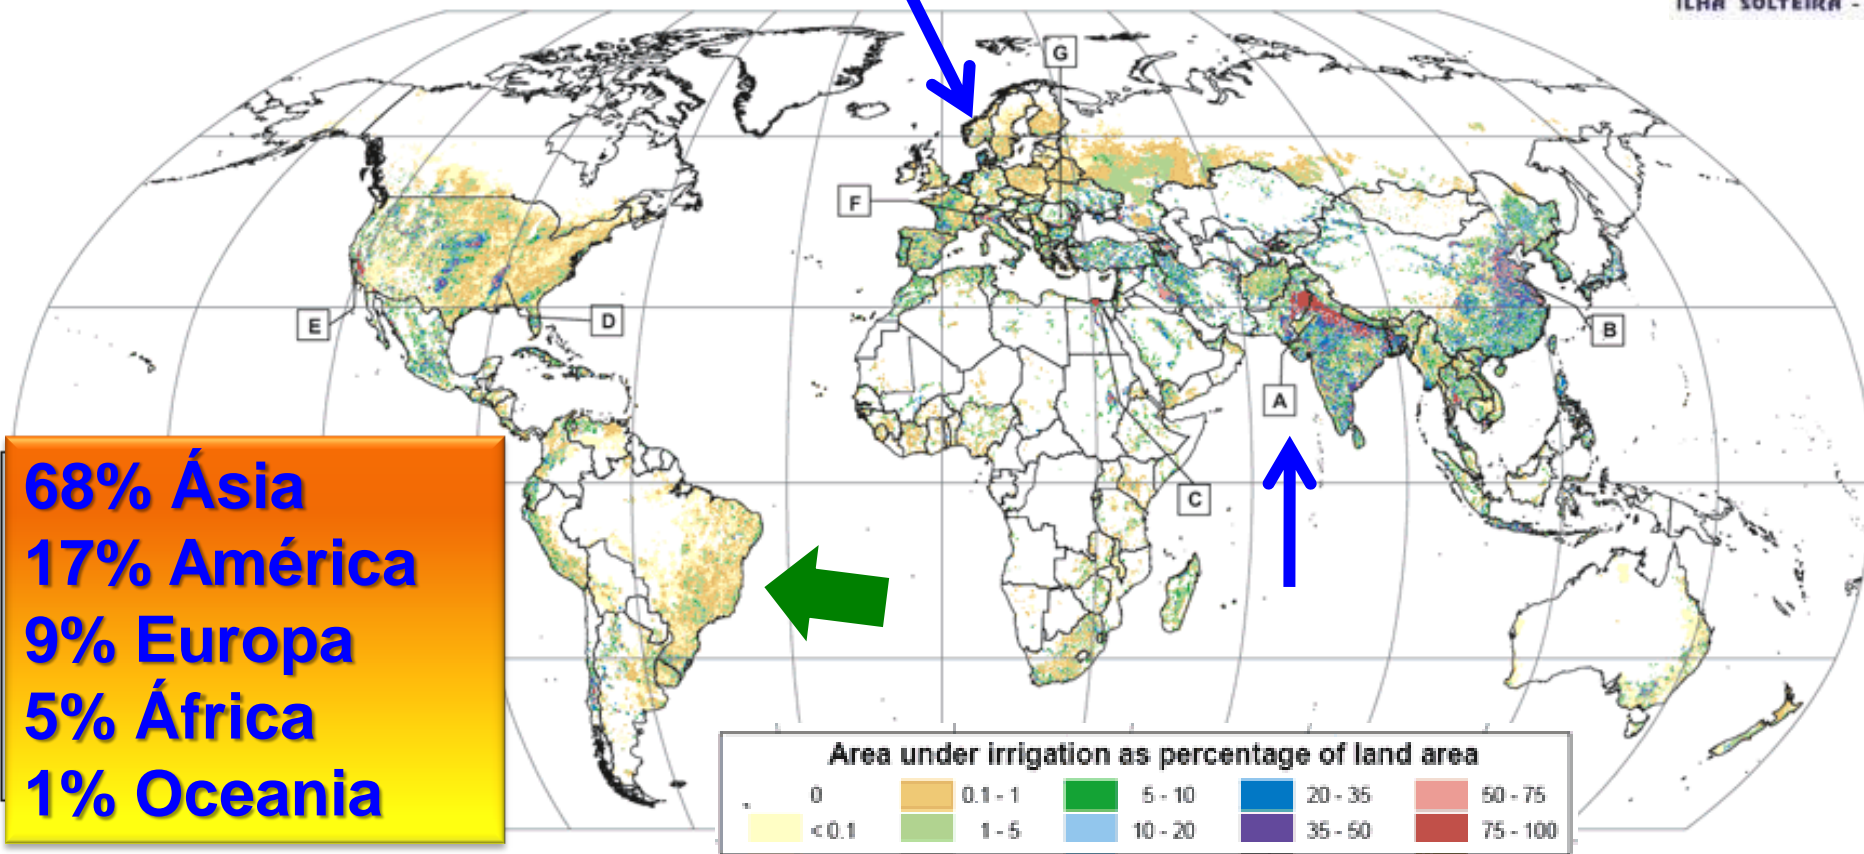 ILHA SOLTEIRA -
G
F
E
D
B
A
C
68% Ásia
17% América
9% Europa
5% África
1% Oceania
Area under irrigation as percentage of land area
0 0.1 - 1 5 - 10 20 - 35 50 - 75
< 0.1 1 - 5 10 - 20 35 - 50 75 - 100